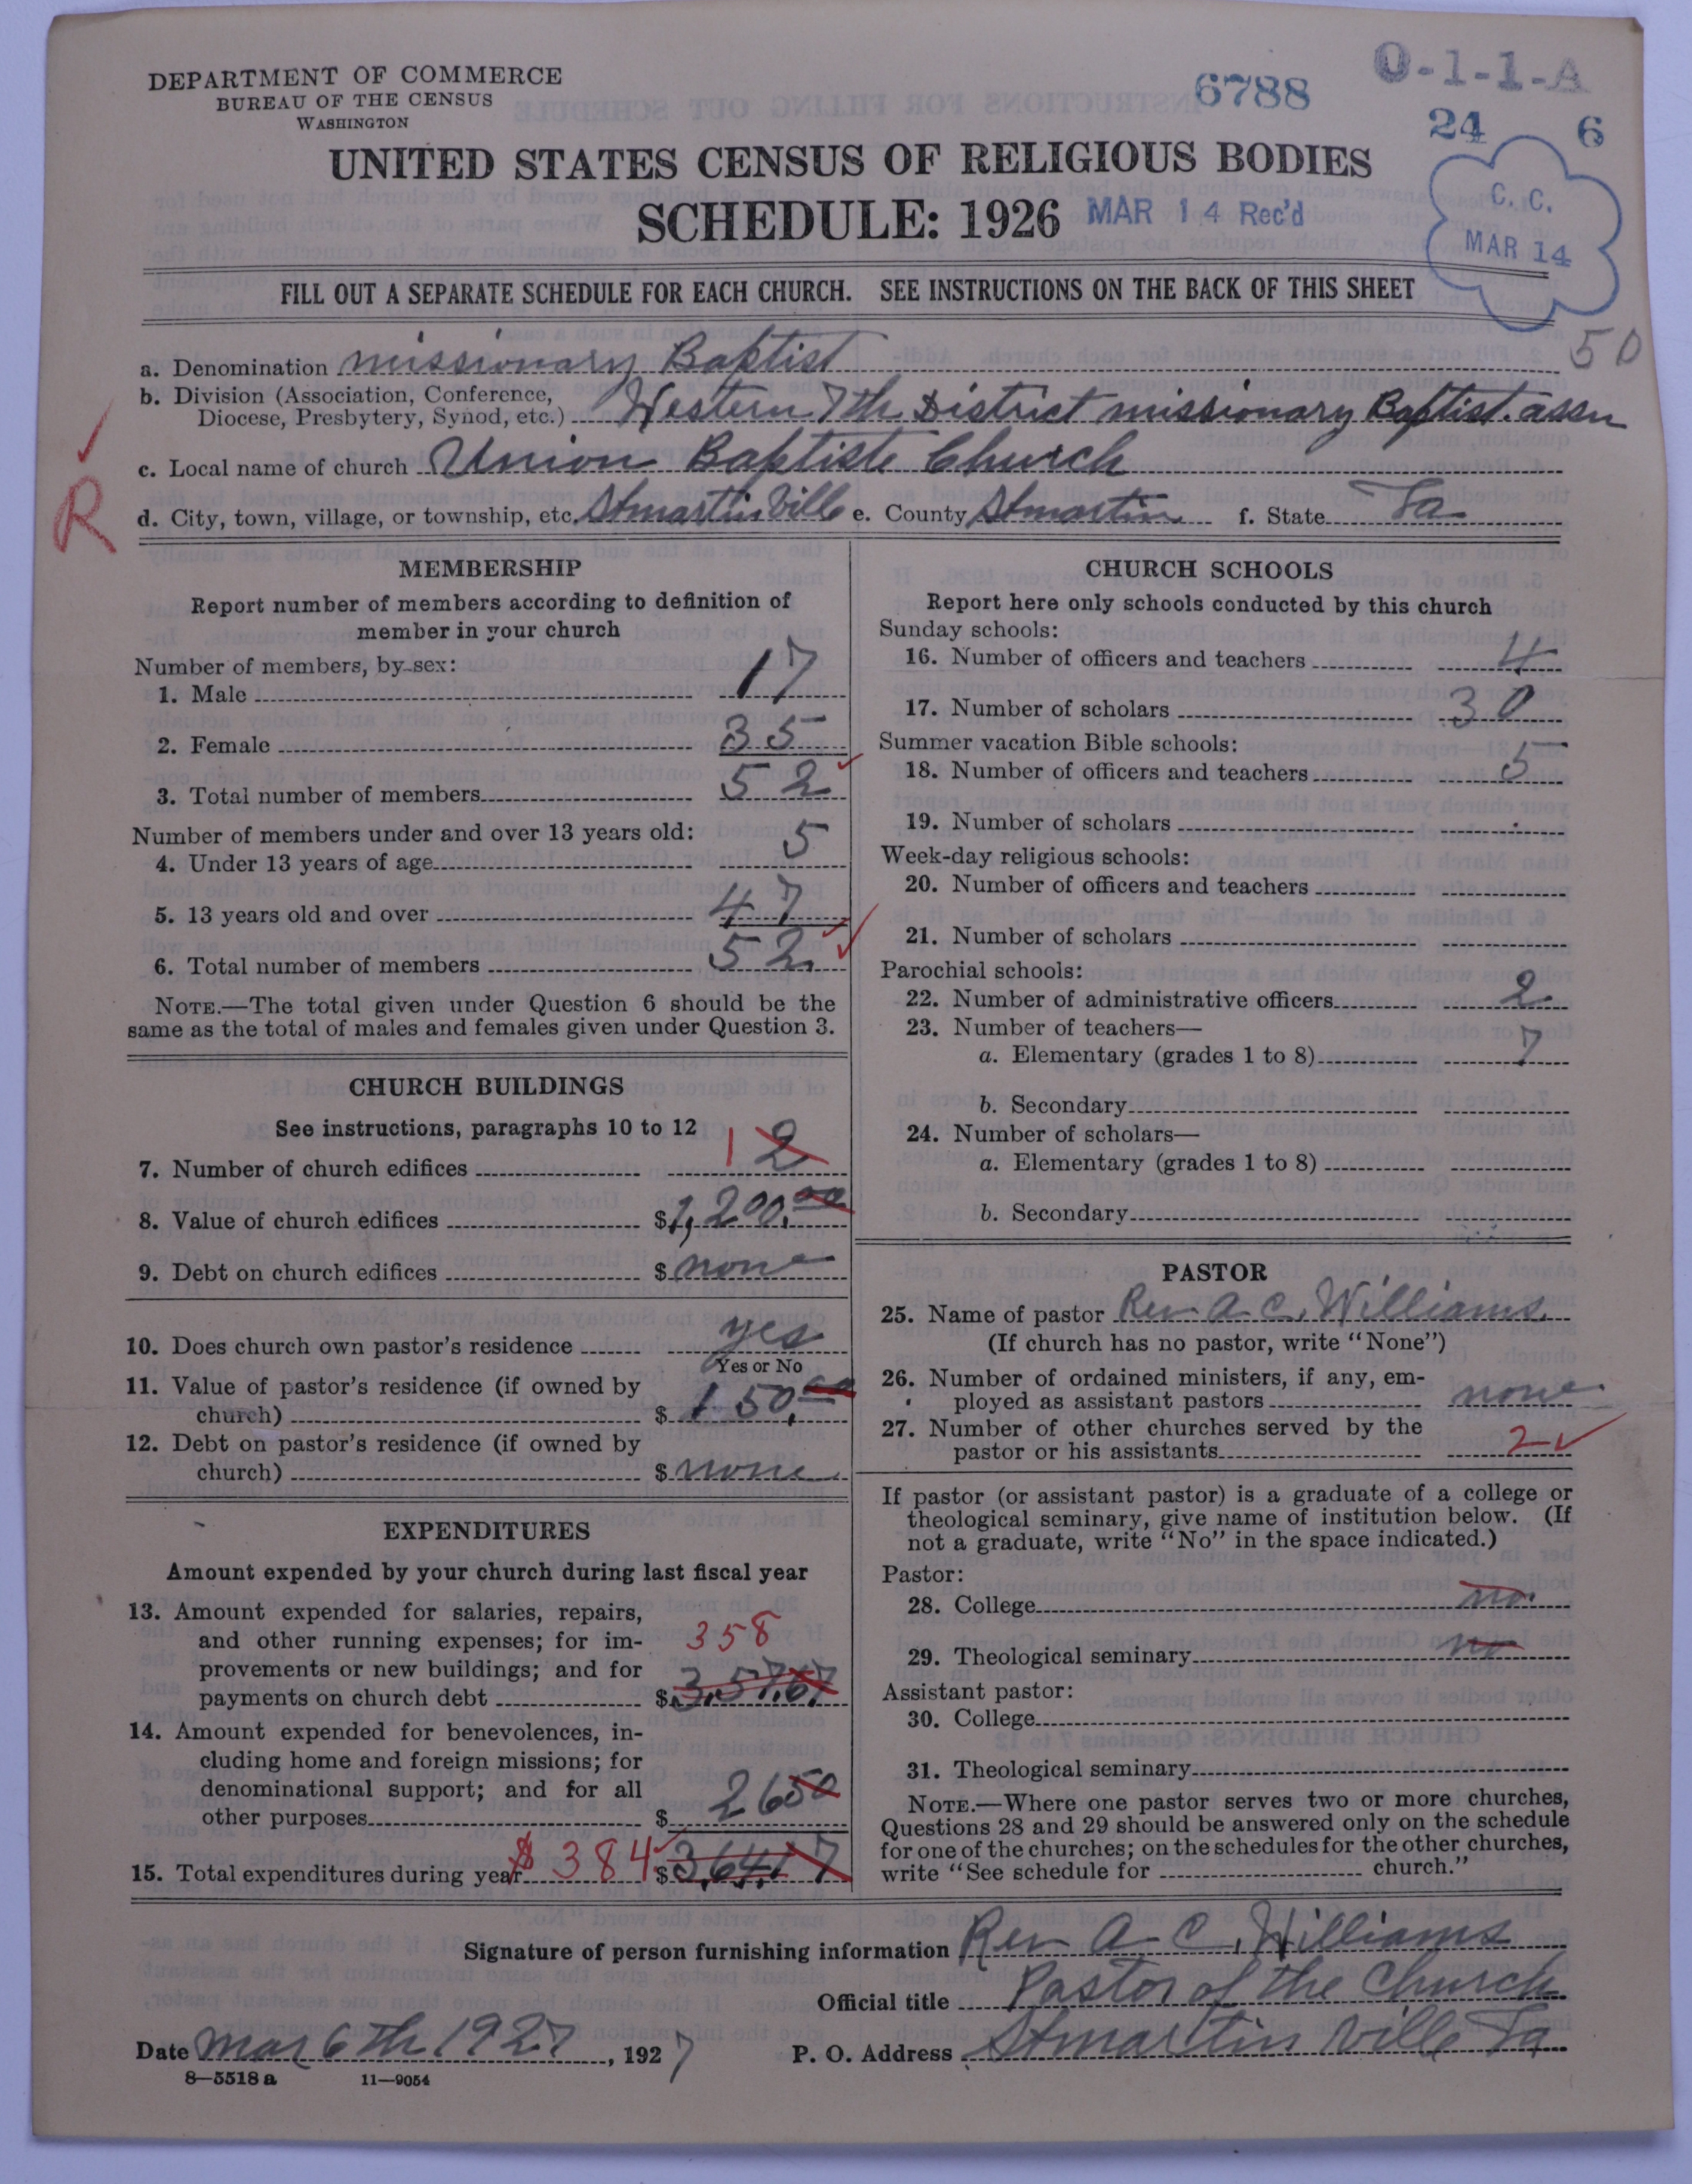 DEPARTMENT OF COMMERCE
BUREAU OF THE CENSUS
WASHINGTON
6788
0-1-1-A
24 6
UNITED STATES CENSUS OF RELIGIOUS BODIES
SCHEDULE: 1926 MAR 14 Rec'd
C. C.
MAR 14
FILL OUT A SEPARATE SCHEDULE FOR EACH CHURCH. SEE INSTRUCTIONS ON THE BACK OF THIS SHEET
50
a. Denomination missionary Baptist
b. Division (Association, Conference, Diocese, Presbytery, Synod, etc.) Western 7th District missionary Baptist assn
c. Local name of church Union Baptiste Church
R
d. City, town, village, or township, etc. Stmartinville e. County Stmartin f. State La
MEMBERSHIP
Report number of members according to definition of
member in your church
Number of members, by sex:
1. Male 17
2. Female 35
3. Total number of members 52
Number of members under and over 13 years old:
4. Under 13 years of age 5
5. 13 years old and over 47
6. Total number of members 52
NOTE.—The total given under Question 6 should be the
same as the total of males and females given under Question 3.
CHURCH BUILDINGS
See instructions, paragraphs 10 to 12
7. Number of church edifices 1 2
8. Value of church edifices $1,200.00
9. Debt on church edifices $ none
10. Does church own pastor's residence yes
Yes or No
11. Value of pastor's residence (if owned by
church) $ 150.00
12. Debt on pastor's residence (if owned by
church) $ none
EXPENDITURES
Amount expended by your church during last fiscal year
13. Amount expended for salaries, repairs,
and other running expenses; for im- 358
provements or new buildings; and for
payments on church debt $ 3,57.67
14. Amount expended for benevolences, in-
cluding home and foreign missions; for
denominational support; and for all
other purposes $ 2650
15. Total expenditures during year $ 384 $ 3,64,17
CHURCH SCHOOLS
Report here only schools conducted by this church
Sunday schools:
16. Number of officers and teachers 4
17. Number of scholars 30
Summer vacation Bible schools:
18. Number of officers and teachers 5
19. Number of scholars
Week-day religious schools:
20. Number of officers and teachers
21. Number of scholars
Parochial schools:
22. Number of administrative officers 2
23. Number of teachers—
a. Elementary (grades 1 to 8) 7
b. Secondary
24. Number of scholars—
a. Elementary (grades 1 to 8)
b. Secondary
PASTOR
25. Name of pastor Rev A C, Williams
(If church has no pastor, write "None")
26. Number of ordained ministers, if any, em-
ployed as assistant pastors none
27. Number of other churches served by the
pastor or his assistants 2
If pastor (or assistant pastor) is a graduate of a college or
theological seminary, give name of institution below. (If
not a graduate, write "No" in the space indicated.)
Pastor:
28. College no.
29. Theological seminary no
Assistant pastor:
30. College
31. Theological seminary
NOTE.—Where one pastor serves two or more churches,
Questions 28 and 29 should be answered only on the schedule
for one of the churches; on the schedules for the other churches,
write "See schedule for church."
Signature of person furnishing information Rev A C, Williams
Official title Pastor of the Church
Date Mar 6th 1927, 1927 P. O. Address Stmartinville La
8—5518 a 11—9054